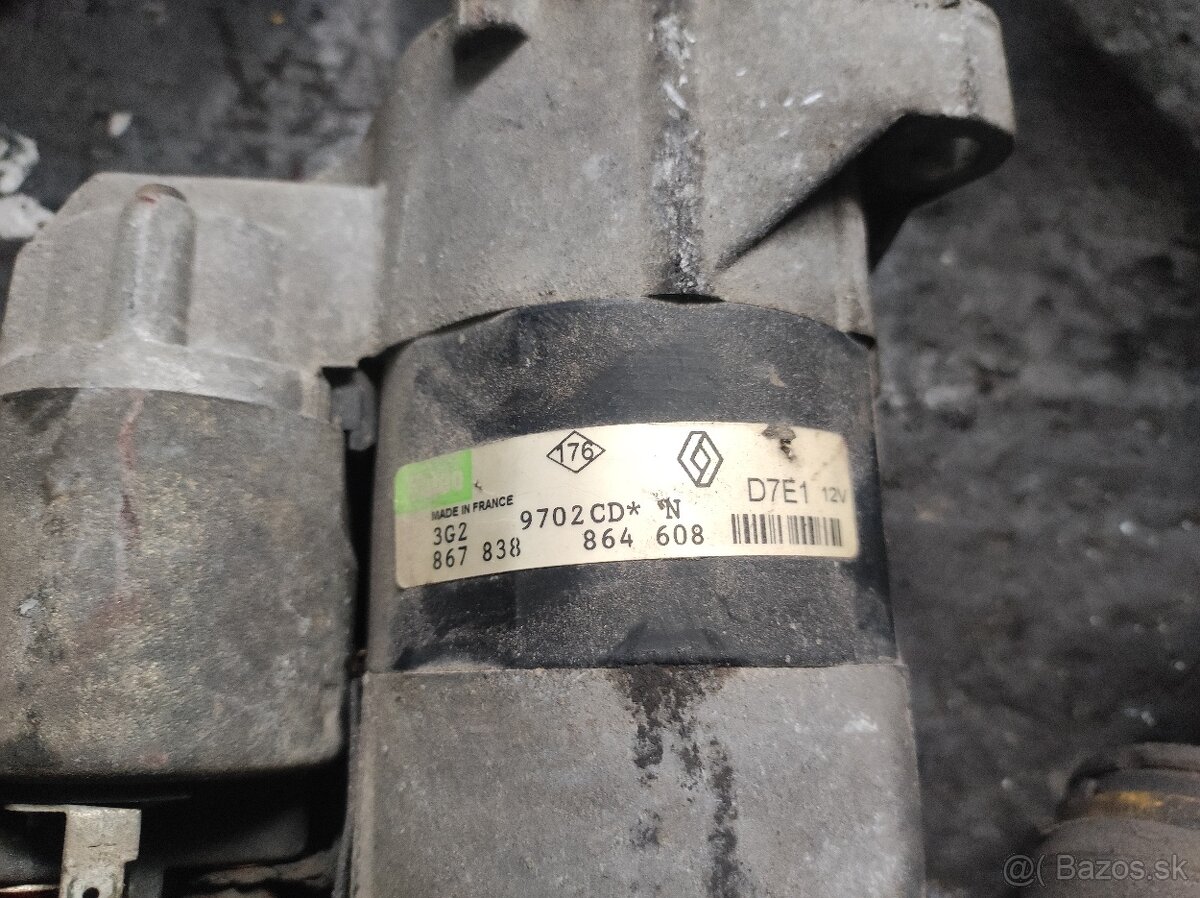 176
MADE IN FRANCE
D7E1 12V
3G2 9702CD* N
867 838 864 608
@( Bazos.sk